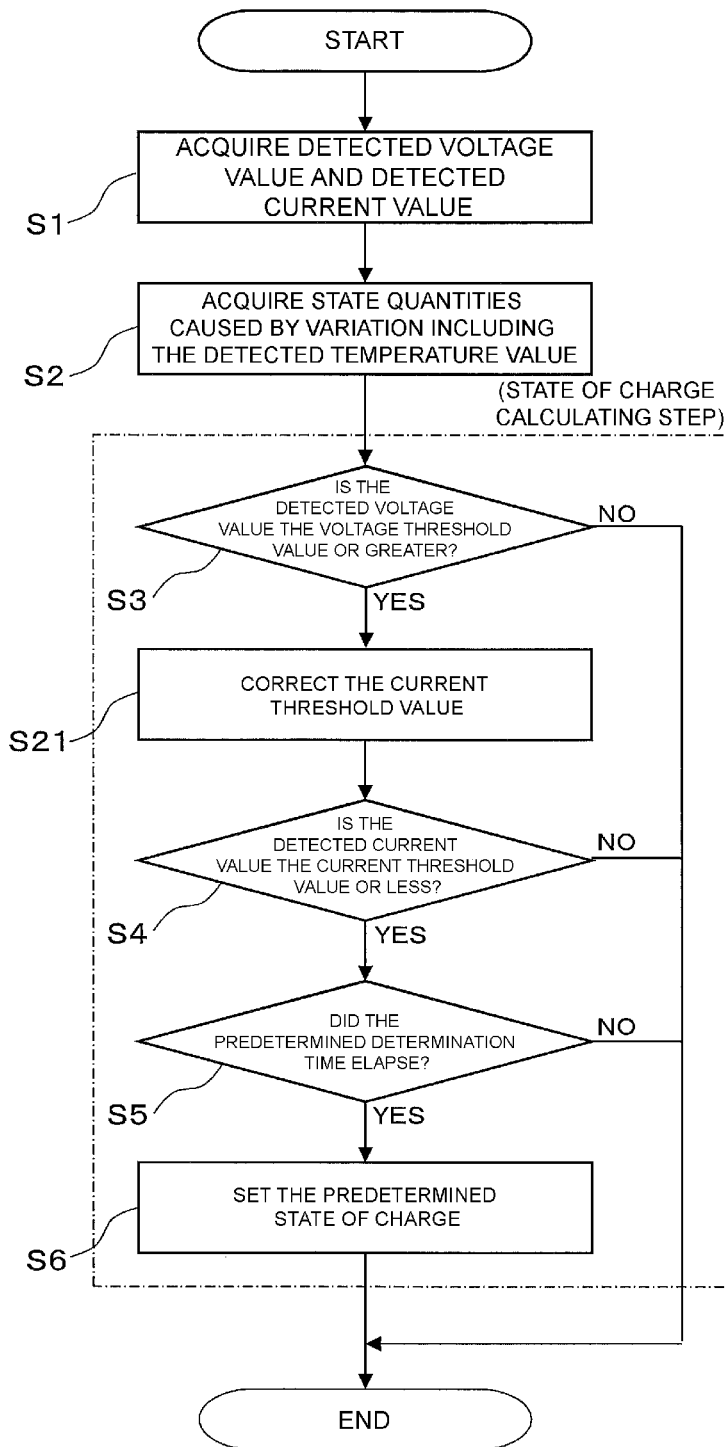 START
ACQUIRE DETECTED VOLTAGE
VALUE AND DETECTED
CURRENT VALUE
S1
ACQUIRE STATE QUANTITIES
CAUSED BY VARIATION INCLUDING
THE DETECTED TEMPERATURE VALUE
S2
(STATE OF CHARGE
CALCULATING STEP)
IS THE
DETECTED VOLTAGE
VALUE THE VOLTAGE THRESHOLD
VALUE OR GREATER?
NO
S3
YES
CORRECT THE CURRENT
THRESHOLD VALUE
S21
IS THE
DETECTED CURRENT
VALUE THE CURRENT THRESHOLD
VALUE OR LESS?
NO
S4
YES
DID THE
PREDETERMINED DETERMINATION
TIME ELAPSE?
NO
S5
YES
SET THE PREDETERMINED
STATE OF CHARGE
S6
END